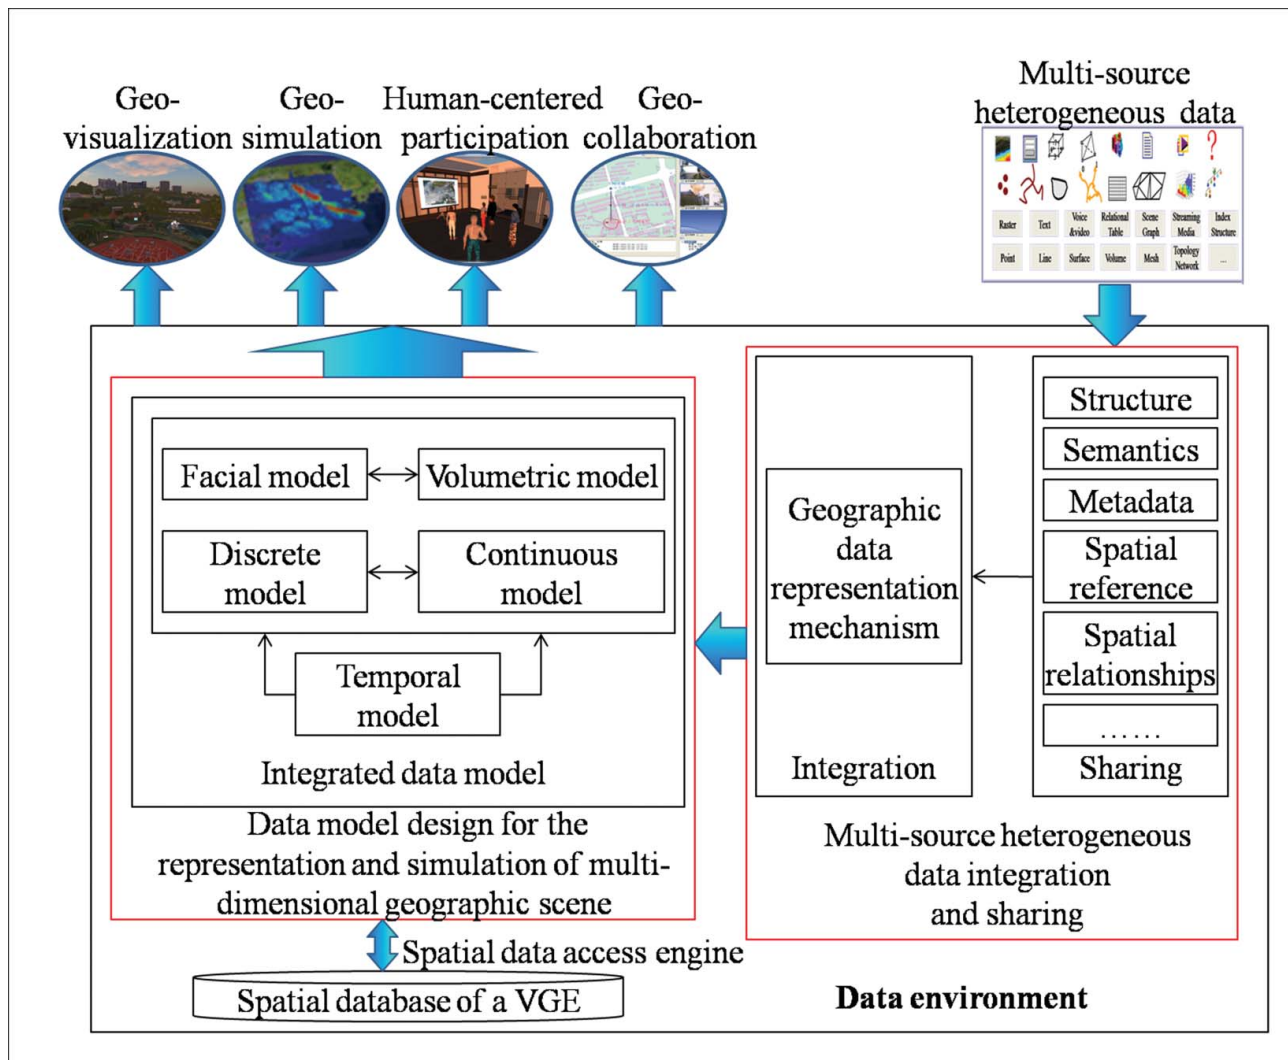 Geo-
visualization
Geo-
simulation
Human-centered
participation
Geo-
collaboration
Multi-source
heterogeneous data
Raster
Text
Voice
&video
Relational
Table
Scene
Graph
Streaming
Media
Index
Structure
Point
Line
Surface
Volume
Mesh
Topology
Network
...
Facial model
Volumetric model
Discrete
model
Continuous
model
Temporal
model
Integrated data model
Data model design for the
representation and simulation of multi-
dimensional geographic scene
Geographic
data
representation
mechanism
Integration
Structure
Semantics
Metadata
Spatial
reference
Spatial
relationships
……
Sharing
Multi-source heterogeneous
data integration
and sharing
Spatial data access engine
Spatial database of a VGE
Data environment